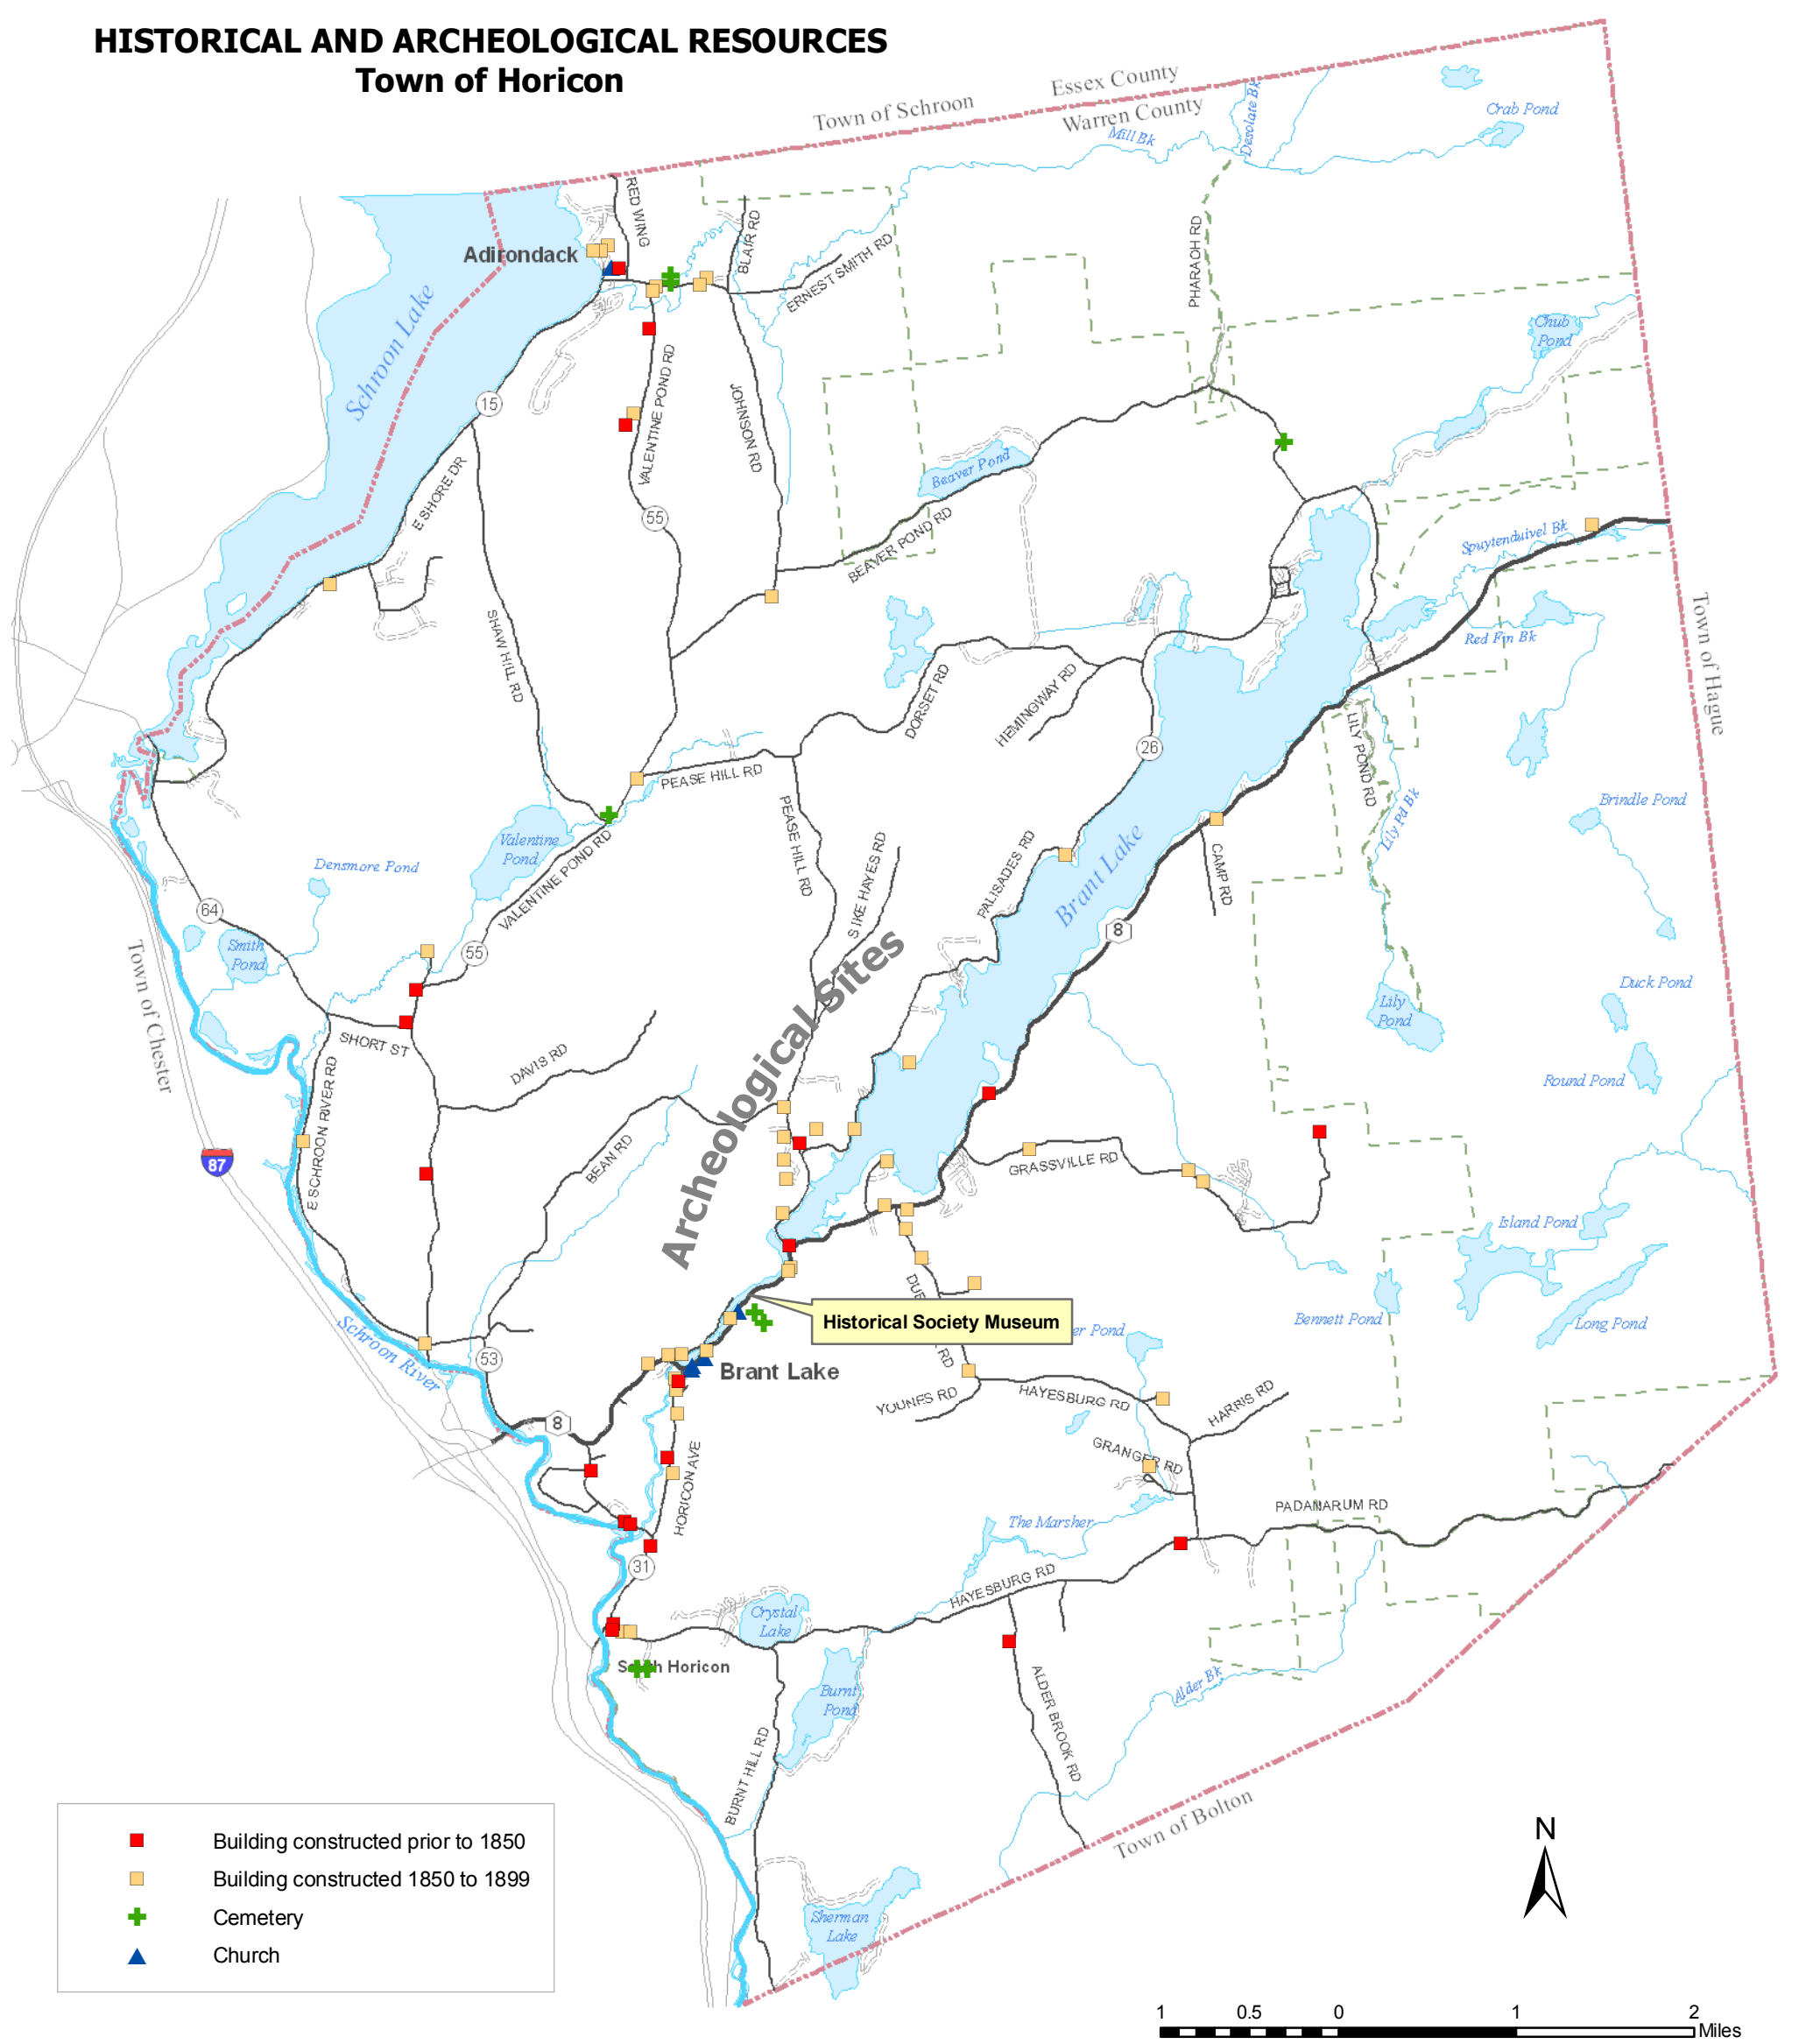 HISTORICAL AND ARCHEOLOGICAL RESOURCES
Town of Horicon
Essex County
Town of Schroon
Warren County
Mill Bk
Desolate Bk
Crab Pond
RED WING
BLAIR RD
ERNEST SMITH RD
PHARAOH RD
Adirondack
Schroon Lake
Chub
Pond
15
VALENTINE POND RD
JOHNSON RD
E SHORE DR
Beaver Pond
55
BEAVER POND RD
Spuytenduivel Bk
Red Fin Bk
Town of Hague
SHAW HILL RD
DORSET RD
HEMINGWAY RD
26
LILY POND RD
PEASE HILL RD
PEASE HILL RD
Lily Pd Bk
Brindle Pond
Valentine
Pond
VALENTINE POND RD
Densmore Pond
S IKE HAYES RD
PALISADES RD
Brant Lake
CAMP RD
64
8
Smith
Pond
55
Town of Chester
Archeological Sites
Lily
Pond
Duck Pond
SHORT ST
DAVIS RD
Round Pond
E SCHROON RIVER RD
87
BEAN RD
GRASSVILLE RD
Island Pond
Historical Society Museum
er Pond
Bennett Pond
Long Pond
Schroon River
53
Brant Lake
RD
YOUNES RD
HAYESBURG RD
HARRIS RD
8
GRANGER RD
HORICON AVE
PADANARUM RD
The Marsher
31
HAYESBURG RD
Crystal
Lake
South Horicon
Burnt
Pond
ALDER BROOK RD
Alder Bk
BURNT HILL RD
Town of Bolton
Sherman
Lake
Building constructed prior to 1850
Building constructed 1850 to 1899
Cemetery
Church
N
1 0.5 0 1 2
Miles